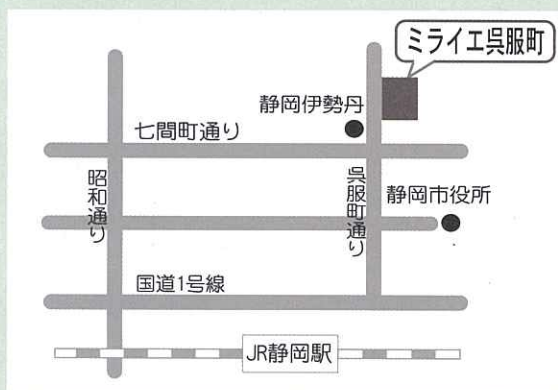 ミライエ呉服町
静岡伊勢丹
七間町通り
昭和通り
呉服町通り
静岡市役所
国道1号線
JR静岡駅